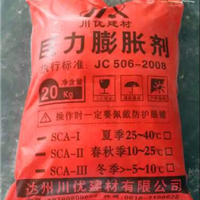 川优建材
巨力膨胀剂
执行标准: JC 506-2008
净含量
20Kg
操作时一定要佩戴防护眼镜
SCA-I 夏季25~40℃
SCA-II 春秋季10~25℃
SCA-III 冬季>-5~10℃
达州川优建材有限公司